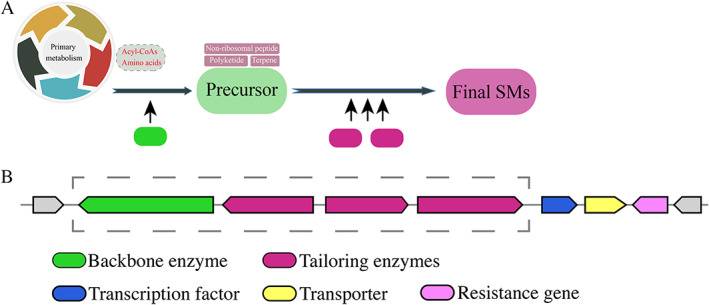 A
Primary
metabolism
Acyl-CoAs
Amino acids
Non-ribosomal peptide
Polyketide Terpene
Precursor
Final SMs
B
Backbone enzyme
Tailoring enzymes
Transcription factor
Transporter
Resistance gene